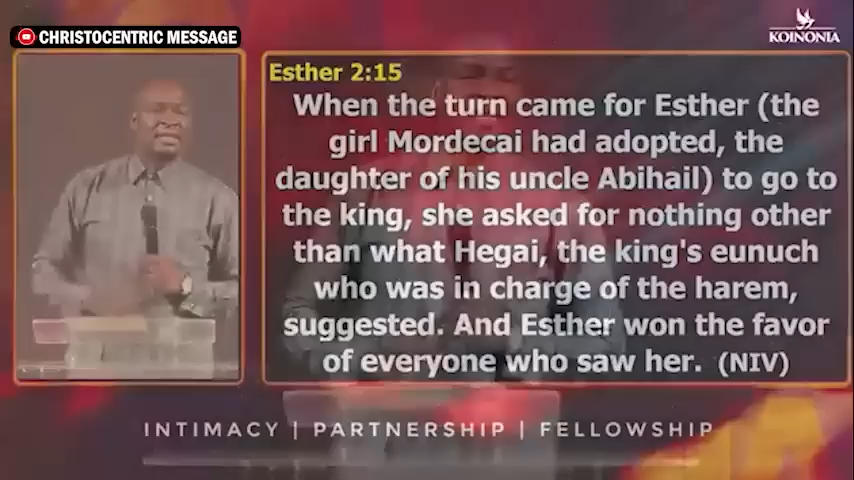 CHRISTOCENTRIC MESSAGE
KOINONIA
Esther 2:15
When the turn came for Esther (the
girl Mordecai had adopted, the
daughter of his uncle Abihail) to go to
the king, she asked for nothing other
than what Hegai, the king's eunuch
who was in charge of the harem,
suggested. And Esther won the favor
of everyone who saw her. (NIV)
INTIMACY | PARTNERSHIP | FELLOWSHIP